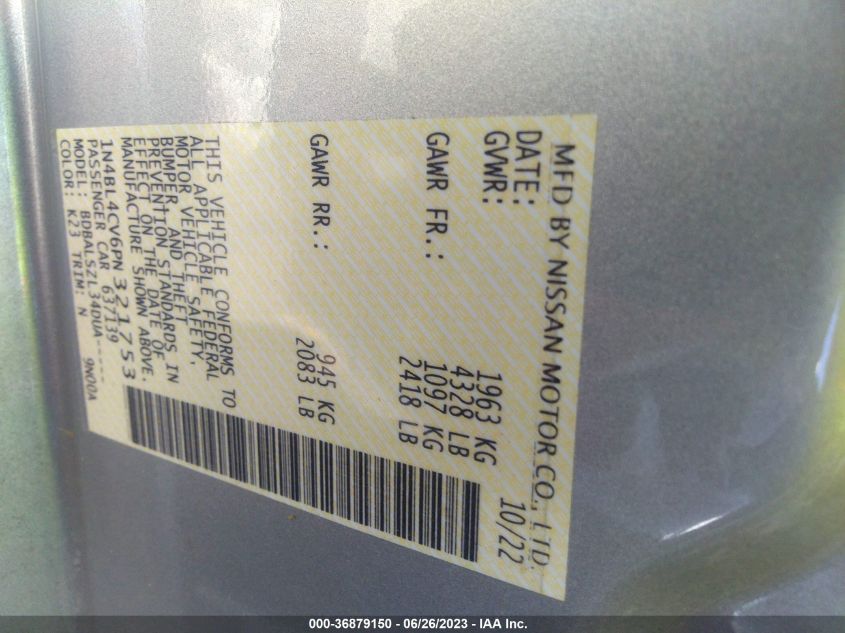 MFD BY NISSAN MOTOR CO., LTD.
DATE: 10/22
GVWR: 1963 KG
4328 LB
GAWR FR.: 1097 KG
2418 LB
GAWR RR.: 945 KG
2083 LB
THIS VEHICLE CONFORMS TO
ALL APPLICABLE FEDERAL
MOTOR VEHICLE SAFETY,
BUMPER, AND THEFT
PREVENTION STANDARDS IN
EFFECT ON THE DATE OF
MANUFACTURE SHOWN ABOVE.
1N4BL4CV6PN321753
PASSENGER CAR 637139
MODEL: BDBALSZL34DUA-----
COLOR: K23 TRIM: N 9N00A
000-36879150 - 06/26/2023 - IAA Inc.